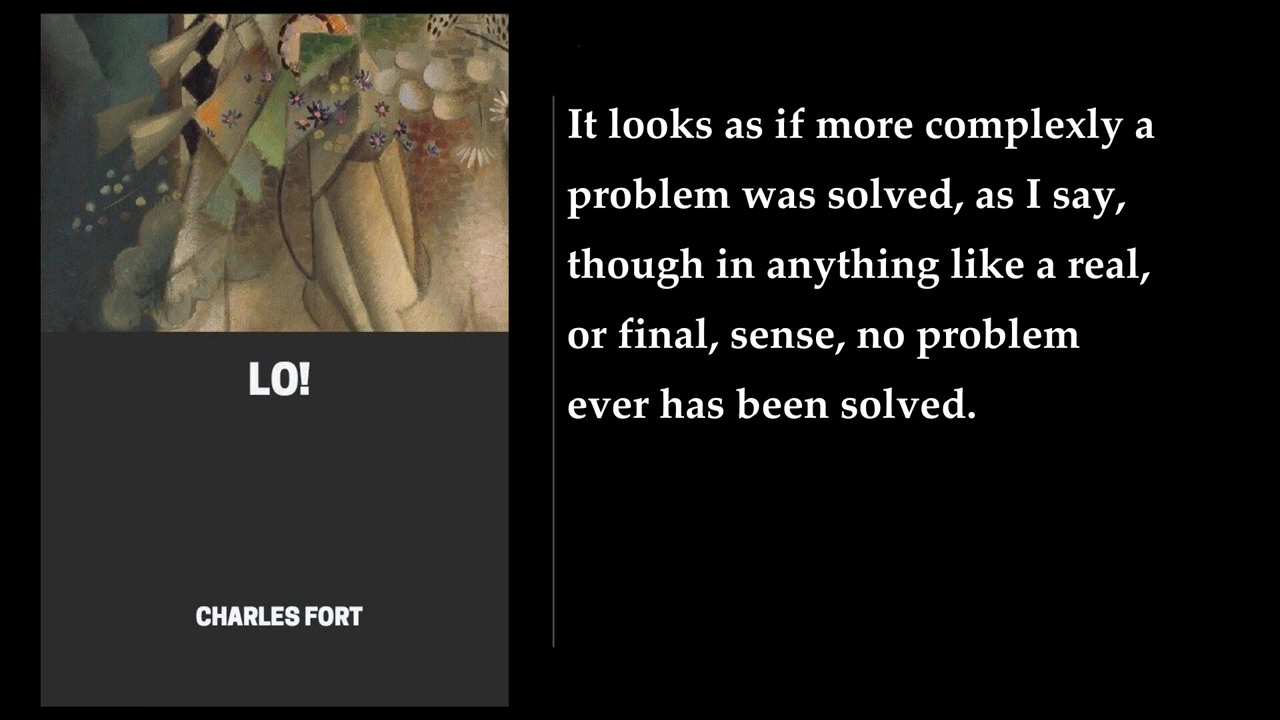 LO!
CHARLES FORT
It looks as if more complexly a
problem was solved, as I say,
though in anything like a real,
or final, sense, no problem
ever has been solved.